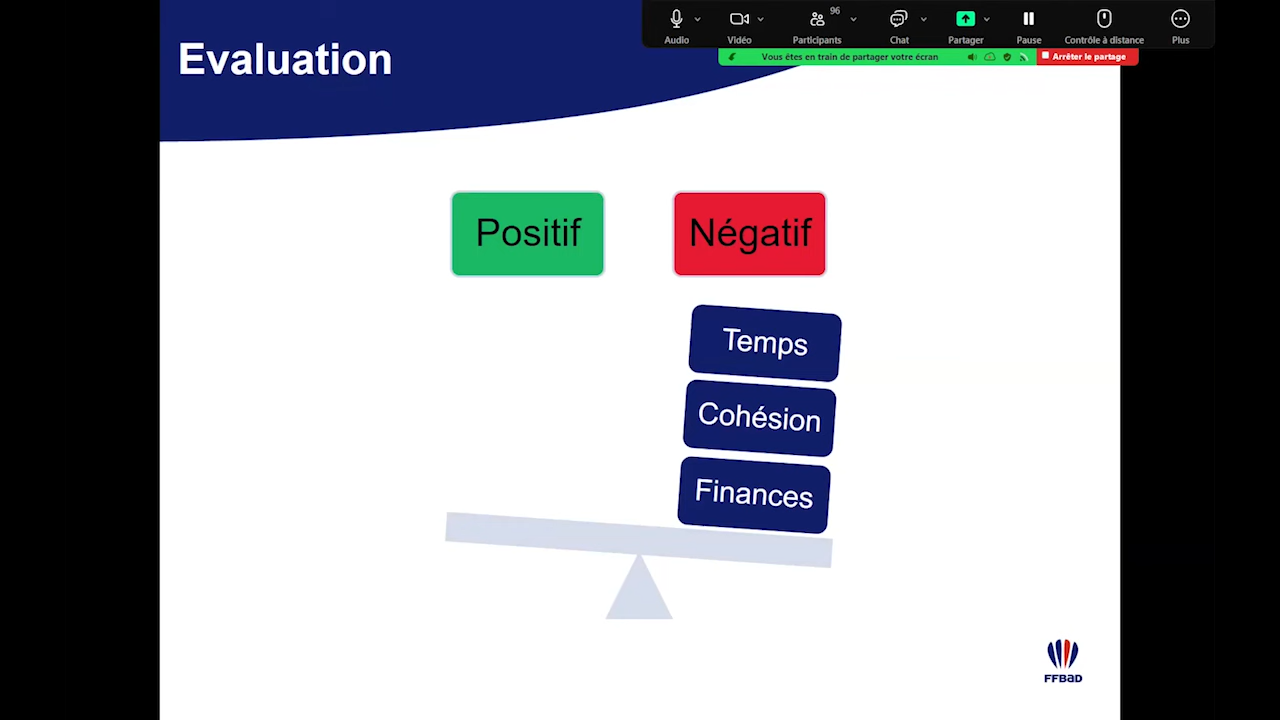 96
Audio
Vidéo
Participants
Chat
Partager
Pause
Contrôle à distance
Plus
Vous êtes en train de partager votre écran
Arrêter le partage
Evaluation
Positif
Négatif
Temps
Cohésion
Finances
FFBaD